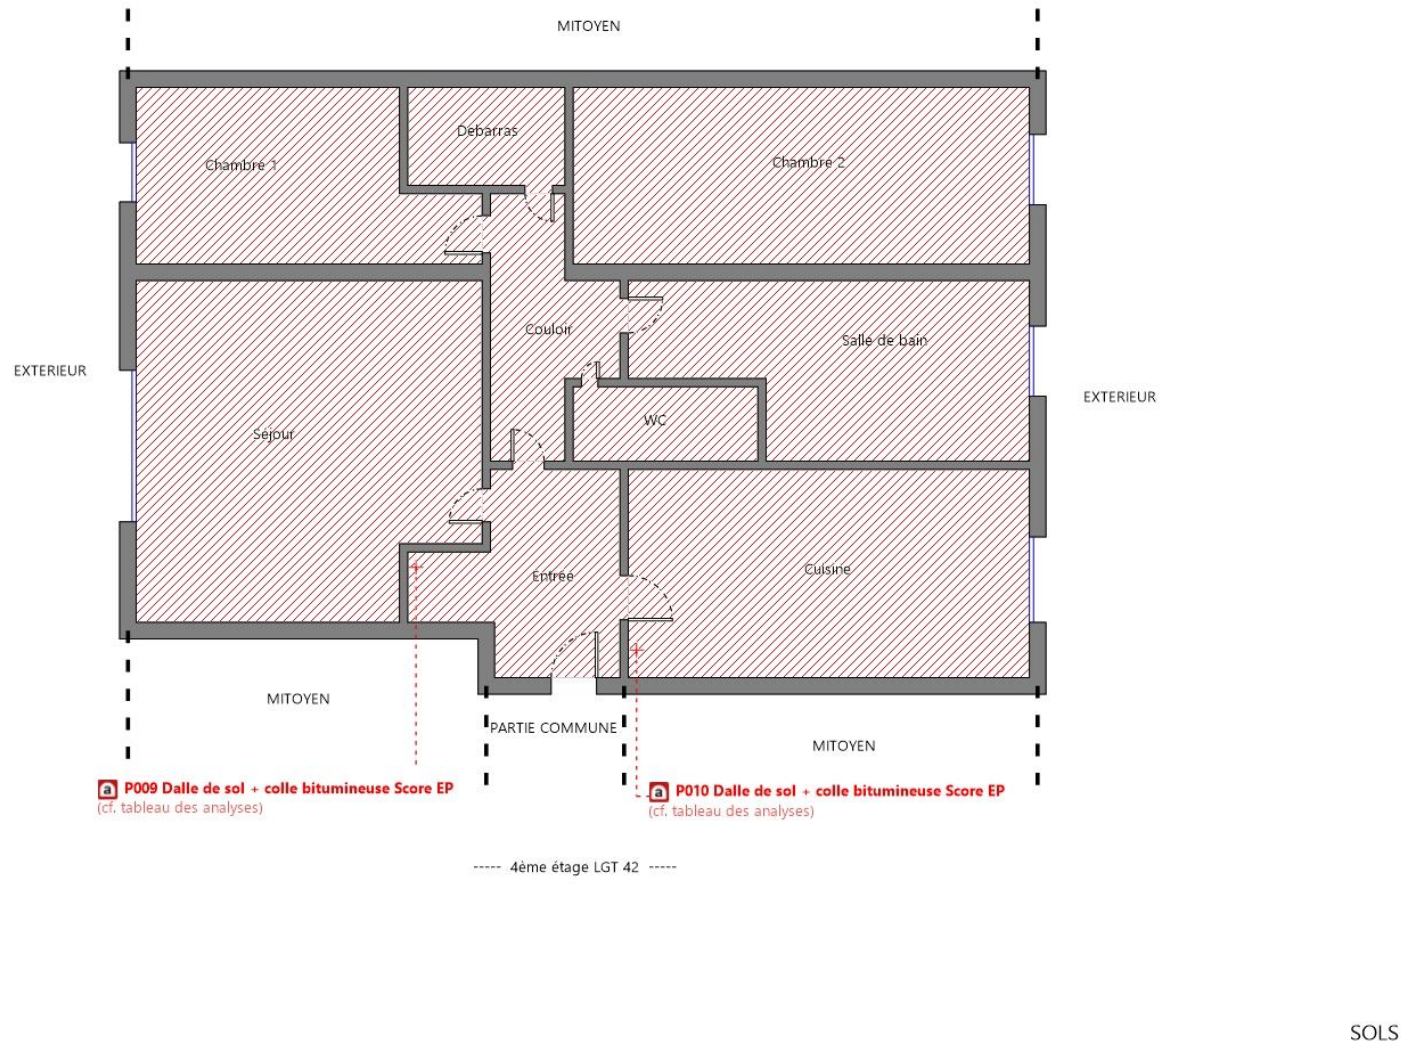 MITOYEN
Debarras
Chambre 1
Chambre 2
Couloir
Salle de bain
EXTERIEUR
EXTERIEUR
WC
Séjour
Entrée
Cuisine
MITOYEN
PARTIE COMMUNE
MITOYEN
a P009 Dalle de sol + colle bitumineuse Score EP
(cf. tableau des analyses)
a P010 Dalle de sol + colle bitumineuse Score EP
(cf. tableau des analyses)
----- 4ème étage LGT 42 -----
SOLS